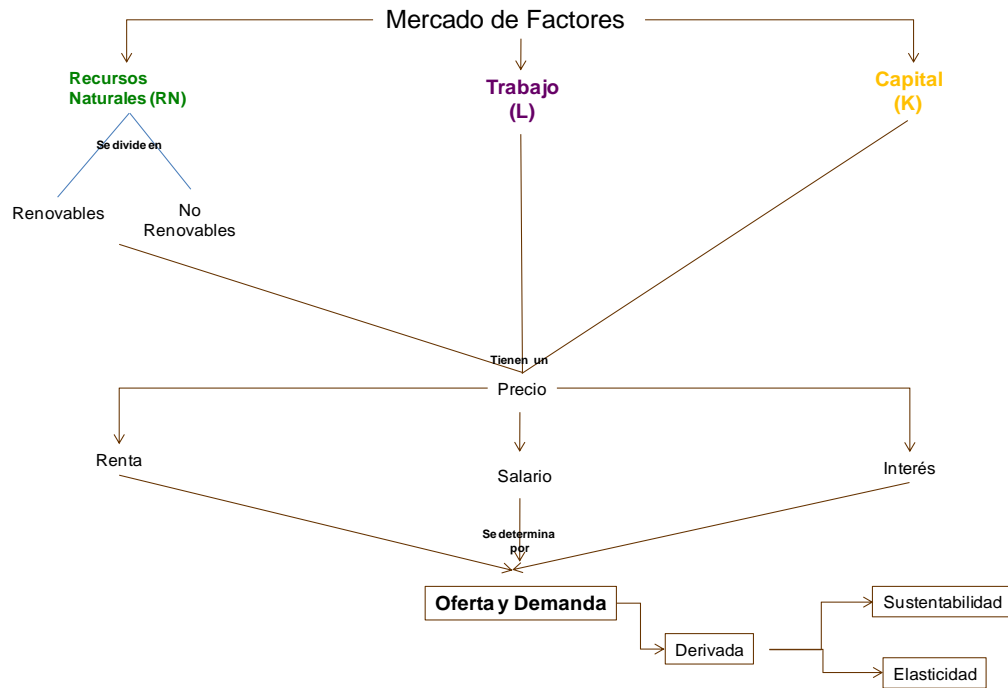 Mercado de Factores
Recursos
Naturales (RN)
Trabajo
(L)
Capital
(K)
Se divide en
Renovables
No
Renovables
Tienen un
Precio
Renta
Salario
Interés
Se determina
por
Oferta y Demanda
Derivada
Sustentabilidad
Elasticidad